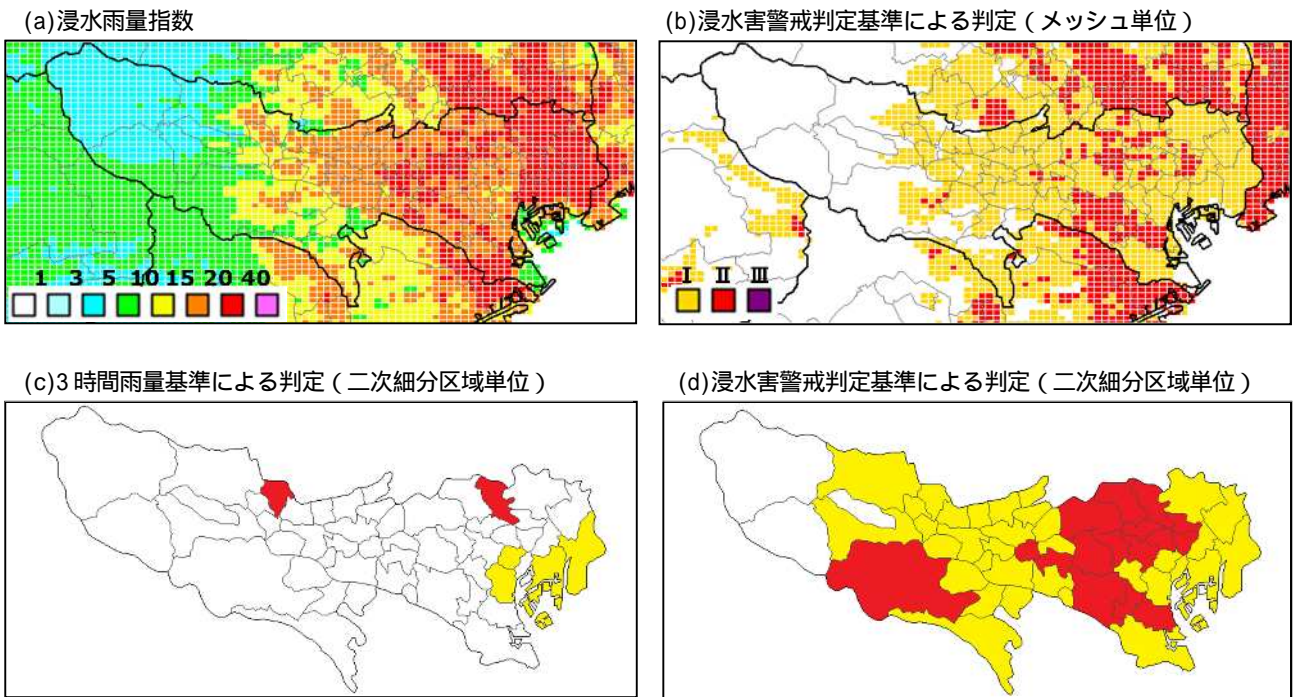 (a)浸水雨量指数
(b)浸水害警戒判定基準による判定（メッシュ単位）
1 3 5 10 15 20 40
I II III
(c)3時間雨量基準による判定（二次細分区域単位）
(d)浸水害警戒判定基準による判定（二次細分区域単位）